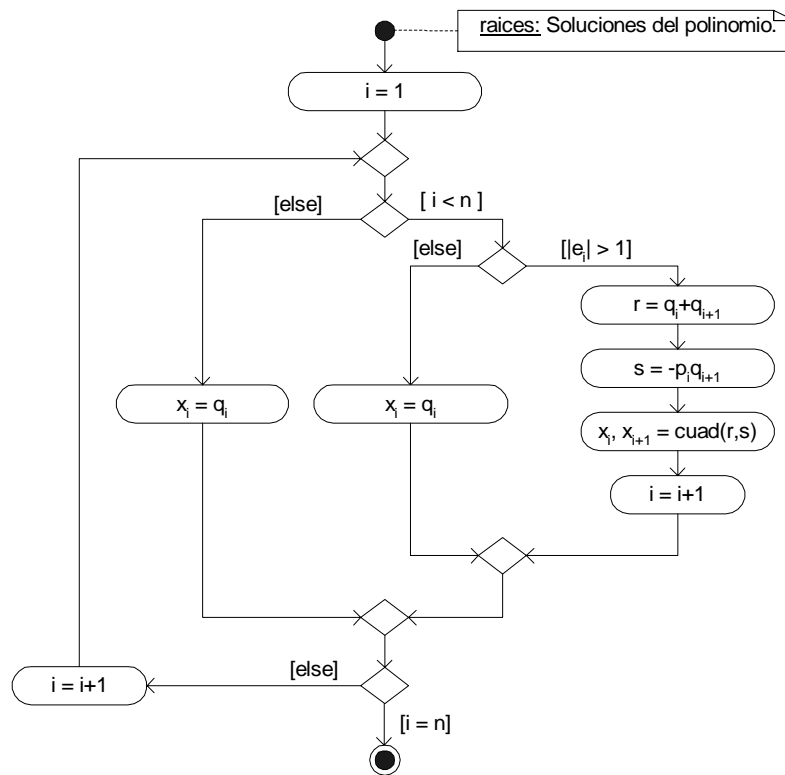 raices: Soluciones del polinomio.
i = 1
[else]
[ i < n ]
[else]
[|eᵢ| > 1]
r = qᵢ+qᵢ₊₁
s = -pᵢqᵢ₊₁
xᵢ = qᵢ
xᵢ = qᵢ
xᵢ, xᵢ₊₁ = cuad(r,s)
i = i+1
[else]
i = i+1
[i = n]